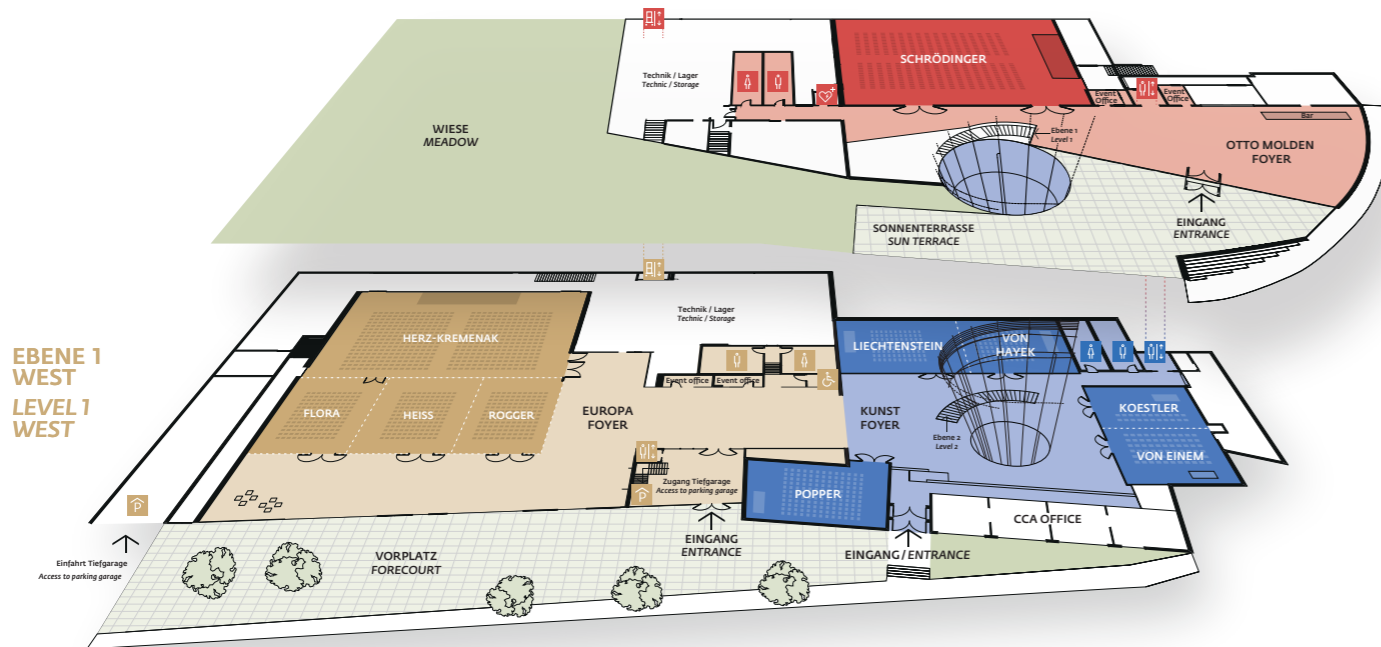 SCHRÖDINGER
Technik / Lager
Technic / Storage
Event
Office
Event
Office
Bar
WIESE
MEADOW
Ebene 1
Level 1
OTTO MOLDEN
FOYER
SONNENTERRASSE
SUN TERRACE
EINGANG
ENTRANCE
Technik / Lager
Technic / Storage
HERZ-KREMENAK
LIECHTENSTEIN
VON
HAYEK
EBENE 1
WEST
LEVEL 1
WEST
Event office
Event office
FLORA
HEISS
ROGGER
EUROPA
FOYER
KUNST
FOYER
KOESTLER
Ebene 2
Level 2
VON EINEM
Zugang Tiefgarage
Access to parking garage
P
P
POPPER
CCA OFFICE
EINGANG
ENTRANCE
EINGANG / ENTRANCE
VORPLATZ
FORECOURT
Einfahrt Tiefgarage
Access to parking garage